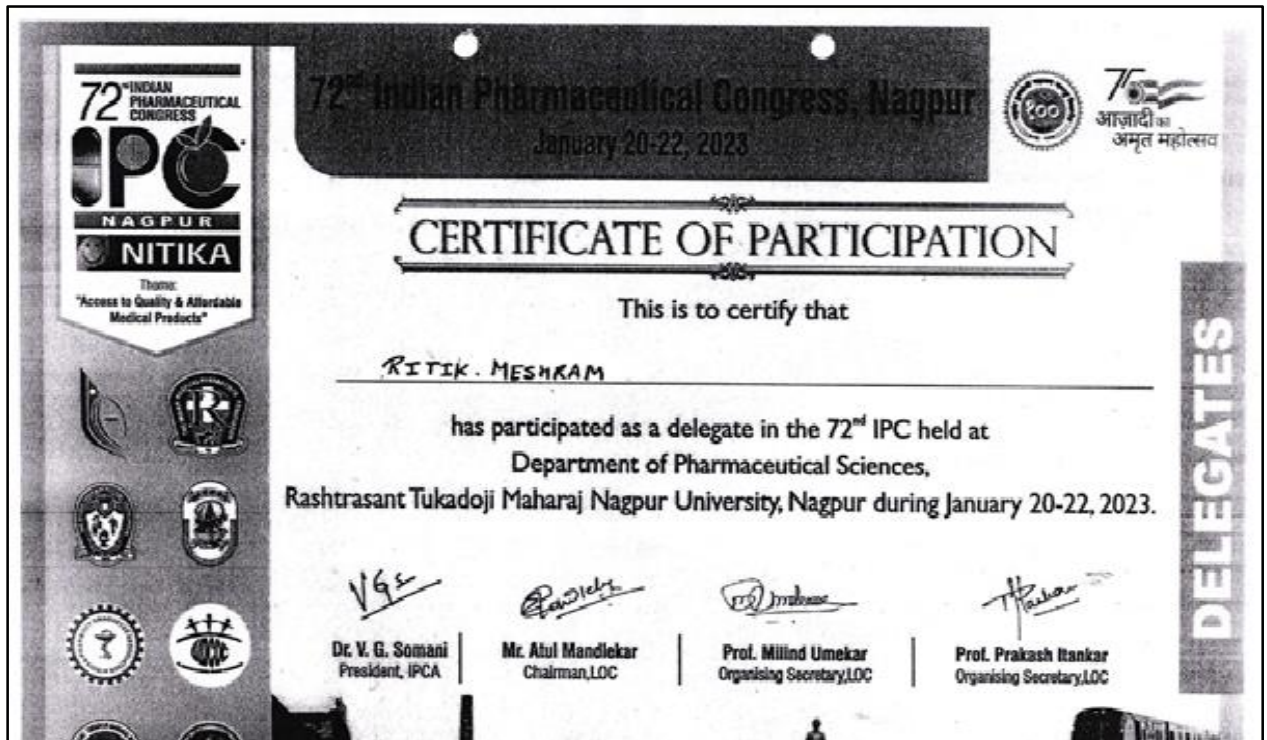 72nd INDIAN
PHARMACEUTICAL
CONGRESS
IPC
NAGPUR
NITIKA
Theme:
"Access to Quality & Affordable
Medical Products"
72nd Indian Pharmaceutical Congress, Nagpur
January 20-22, 2023
१००
75
आज़ादी का
अमृत महोत्सव
CERTIFICATE OF PARTICIPATION
This is to certify that
RITIK. MESHRAM
has participated as a delegate in the 72nd IPC held at
Department of Pharmaceutical Sciences,
Rashtrasant Tukadoji Maharaj Nagpur University, Nagpur during January 20-22, 2023.
DELEGATES
Dr. V. G. Somani
President, IPCA
Mr. Atul Mandlekar
Chairman, LOC
Prof. Milind Umekar
Organising Secretary, LOC
Prof. Prakash Itankar
Organising Secretary, LOC